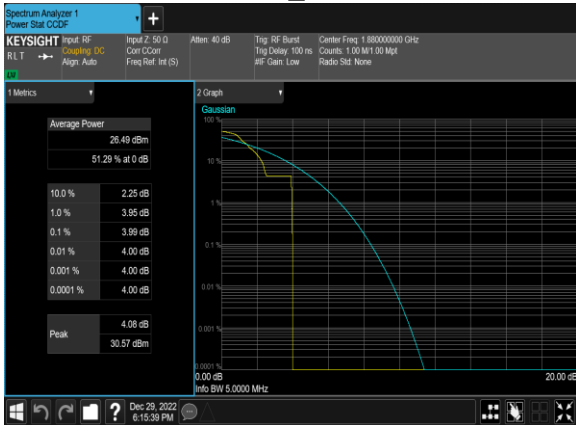 Spectrum Analyzer 1
Power Stat CCDF
KEYSIGHT
RLT
LW
Input: RF
Coupling: DC
Align: Auto
Input Z: 50 Ω
Corr CCorr
Freq Ref: Int (S)
Atten: 40 dB
Trig: RF Burst
Trig Delay: 100 ns
#IF Gain: Low
Center Freq: 1.880000000 GHz
Counts: 1.00 M/1.00 Mpt
Radio Std: None
1 Metrics
Average Power
26.49 dBm
51.29 % at 0 dB
10.0 % 2.25 dB
1.0 % 3.95 dB
0.1 % 3.99 dB
0.01 % 4.00 dB
0.001 % 4.00 dB
0.0001 % 4.00 dB
Peak
4.08 dB
30.57 dBm
2 Graph
Gaussian
100 %
10 %
1 %
0.1 %
0.01 %
0.001 %
0.0001 %
0.00 dB
20.00 dB
Info BW 5.0000 MHz
?
Dec 29, 2022
6:15:39 PM